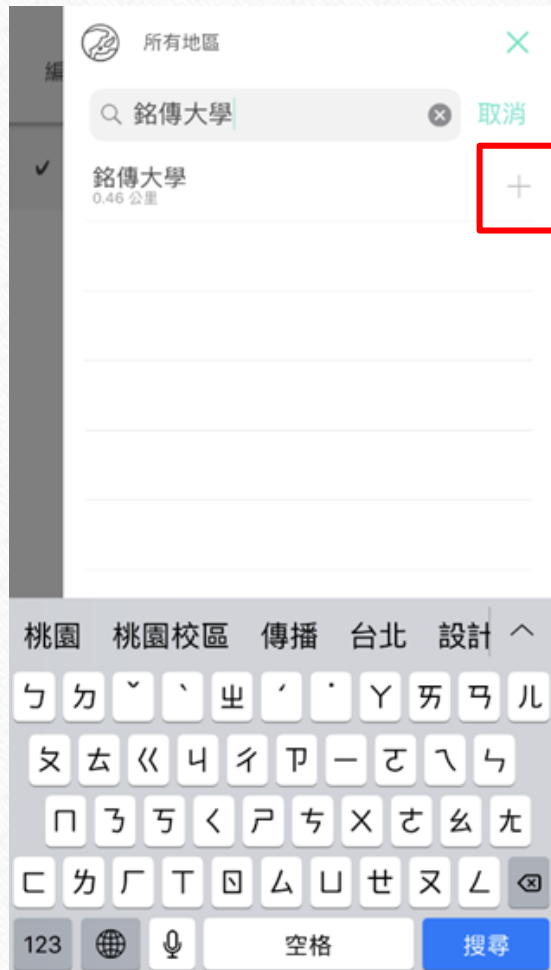 所有地區
編
銘傳大學 取消
銘傳大學
0.46 公里
桃園 桃園校區 傳播 台北 設計
ㄅ ㄉ ˇ ˋ ㄓ ˊ ˙ ㄚ ㄞ ㄢ ㄦ
ㄆ ㄊ ㄍ ㄐ ㄔ ㄗ ㄧ ㄛ ㄟ ㄣ
ㄇ ㄋ ㄎ ㄑ ㄕ ㄘ ㄨ ㄜ ㄠ ㄤ
ㄈ ㄌ ㄏ ㄒ ㄖ ㄙ ㄩ ㄝ ㄡ ㄥ
123 空格 搜尋